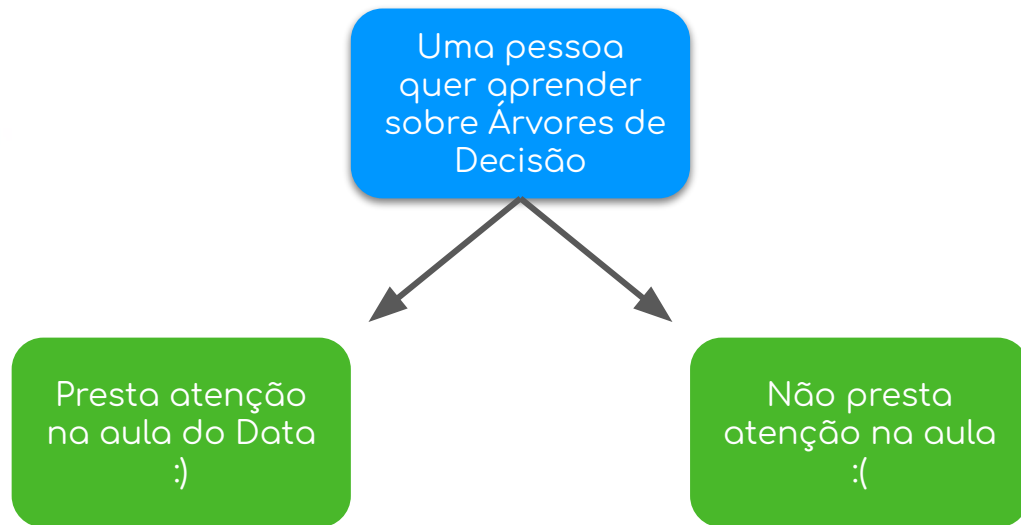 Uma pessoa
quer aprender
sobre Árvores de
Decisão
Presta atenção
na aula do Data
:)
Não presta
atenção na aula
:(